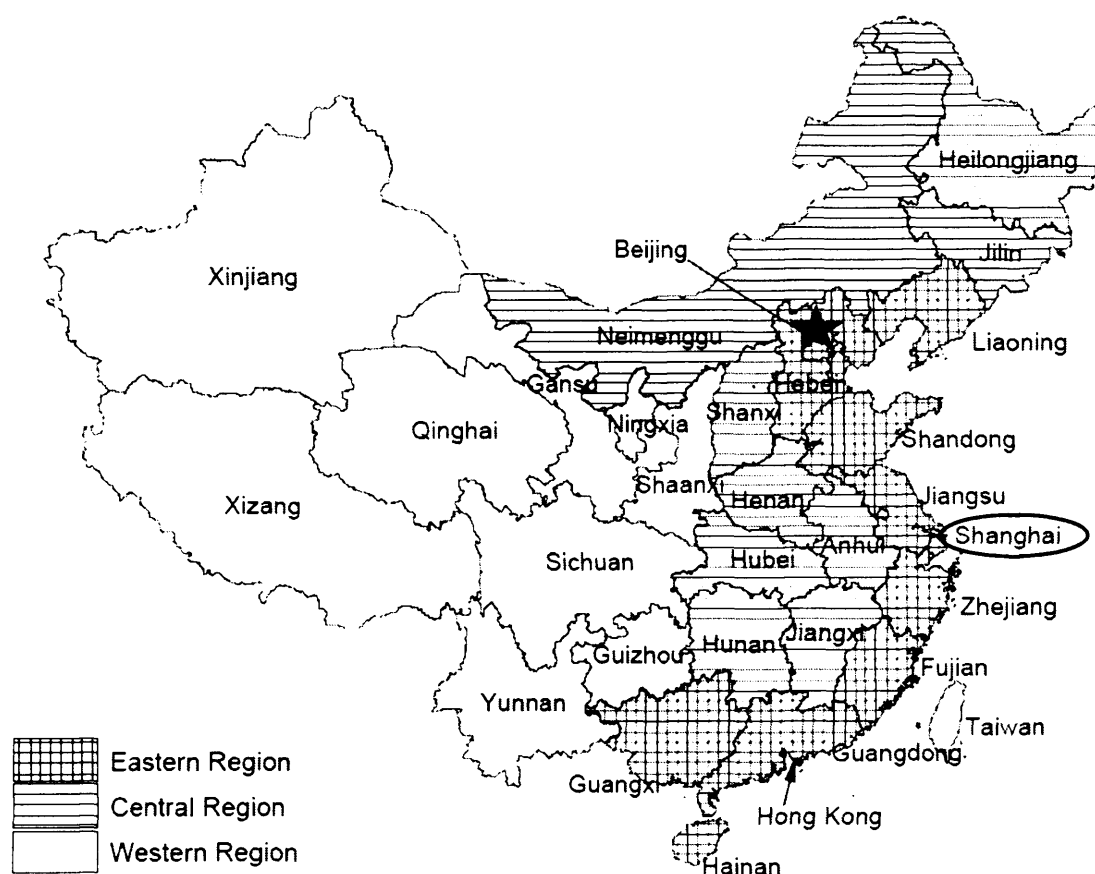 Heilongjiang
Beijing
Jilin
Xinjiang
Neimenggu
Liaoning
Gansu
Hebei
Qinghai
Ningxia
Shanxi
Shandong
Xizang
Shaanxi
Henan
Jiangsu
Shanghai
Sichuan
Hubei
Anhui
Zhejiang
Guizhou
Hunan
Jiangxi
Fujian
Yunnan
Taiwan
Guangdong
Guangxi
Hong Kong
Hainan
Eastern Region
Central Region
Western Region